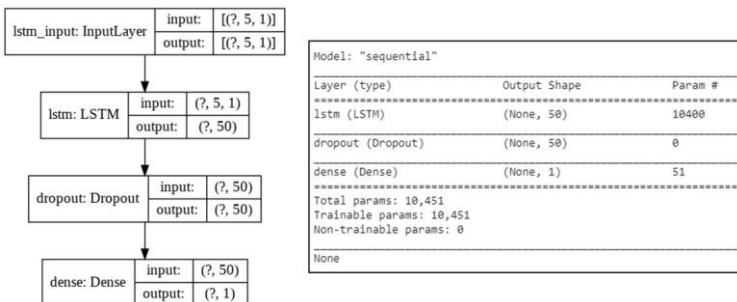 lstm_input: InputLayer
input: [(?, 5, 1)]
output: [(?, 5, 1)]
lstm: LSTM
input: (?, 5, 1)
output: (?, 50)
dropout: Dropout
input: (?, 50)
output: (?, 50)
dense: Dense
input: (?, 50)
output: (?, 1)
Model: "sequential"
Layer (type) Output Shape Param #
lstm (LSTM) (None, 50) 10400
dropout (Dropout) (None, 50) 0
dense (Dense) (None, 1) 51
Total params: 10,451
Trainable params: 10,451
Non-trainable params: 0
None